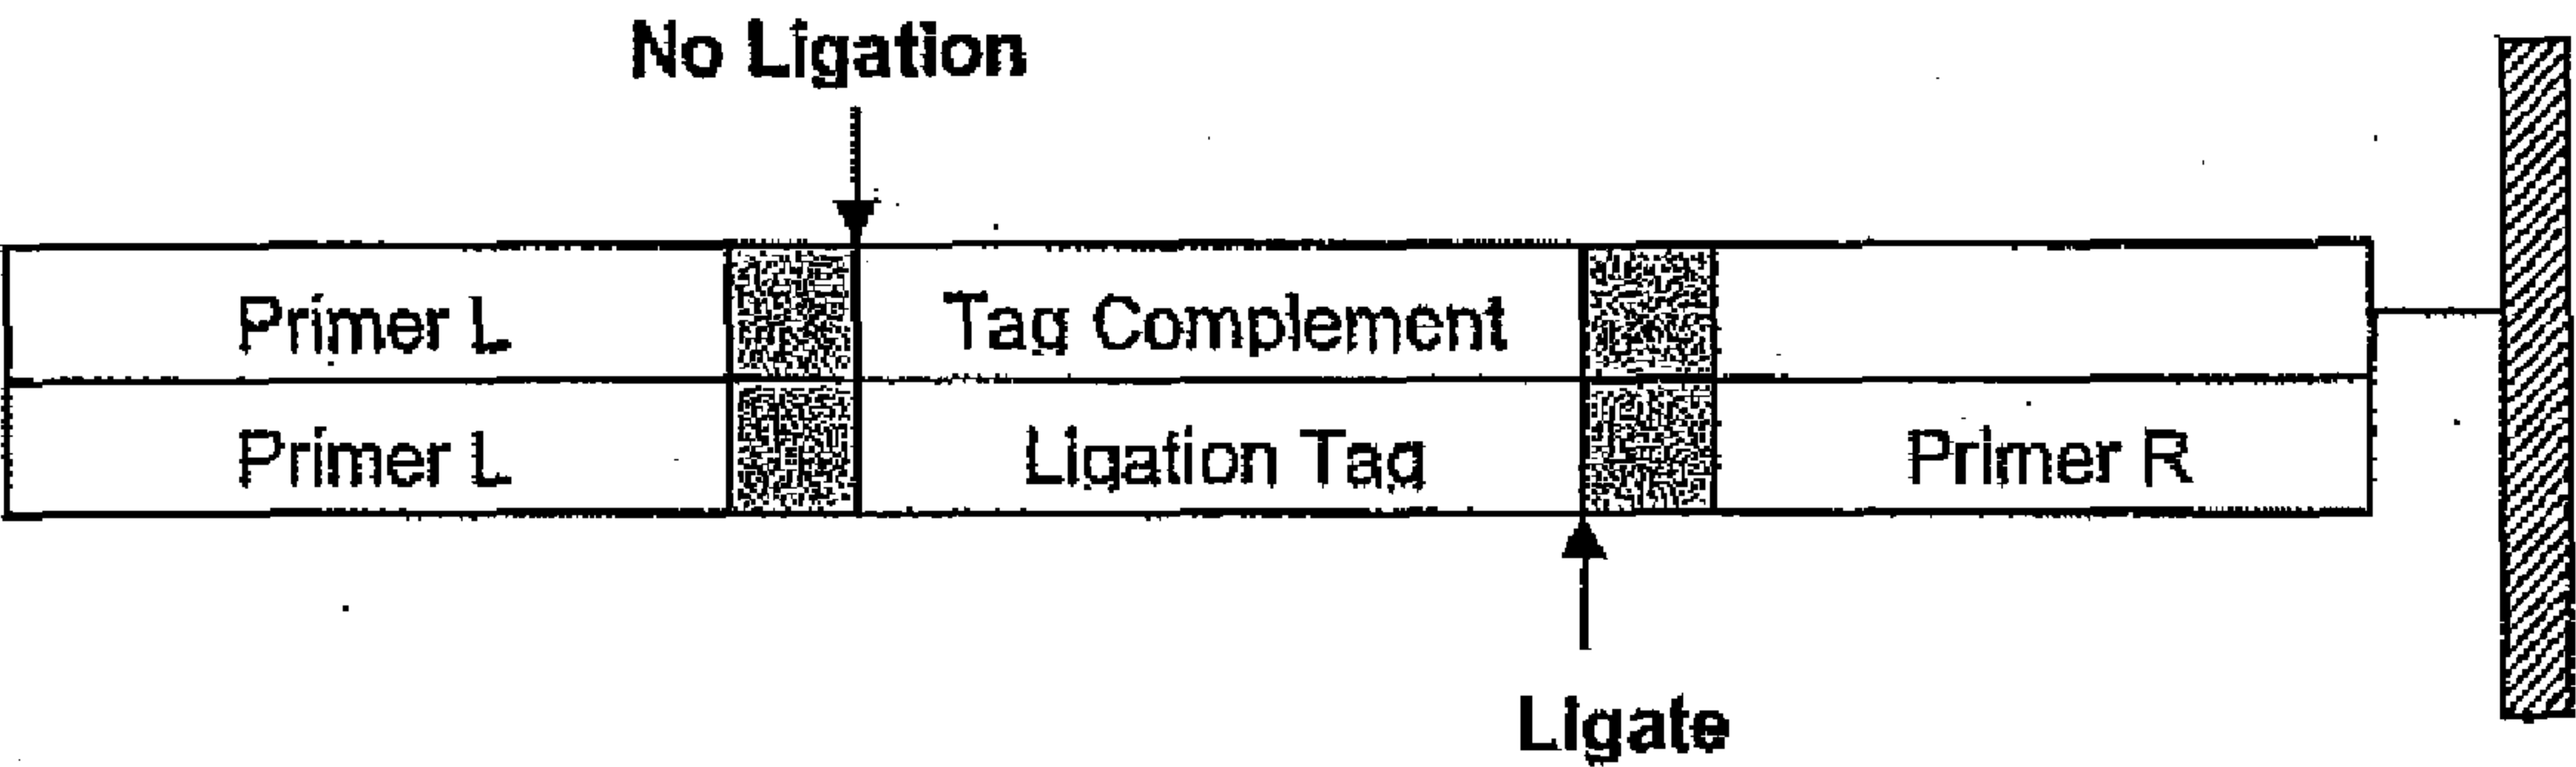 No Ligation
Primer L
Tag Complement
Primer L
Ligation Tag
Primer R
Ligate